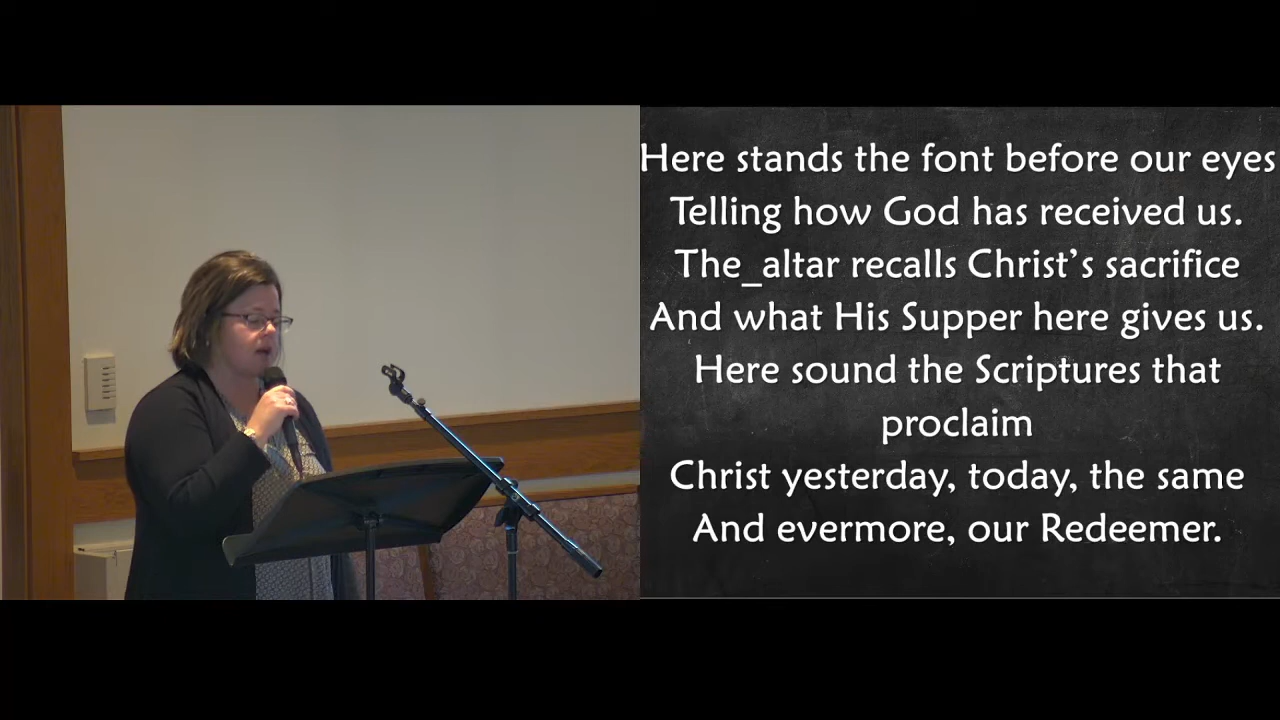 Here stands the font before our eyes
Telling how God has received us.
The_altar recalls Christ’s sacrifice
And what His Supper here gives us.
Here sound the Scriptures that
proclaim
Christ yesterday, today, the same
And evermore, our Redeemer.